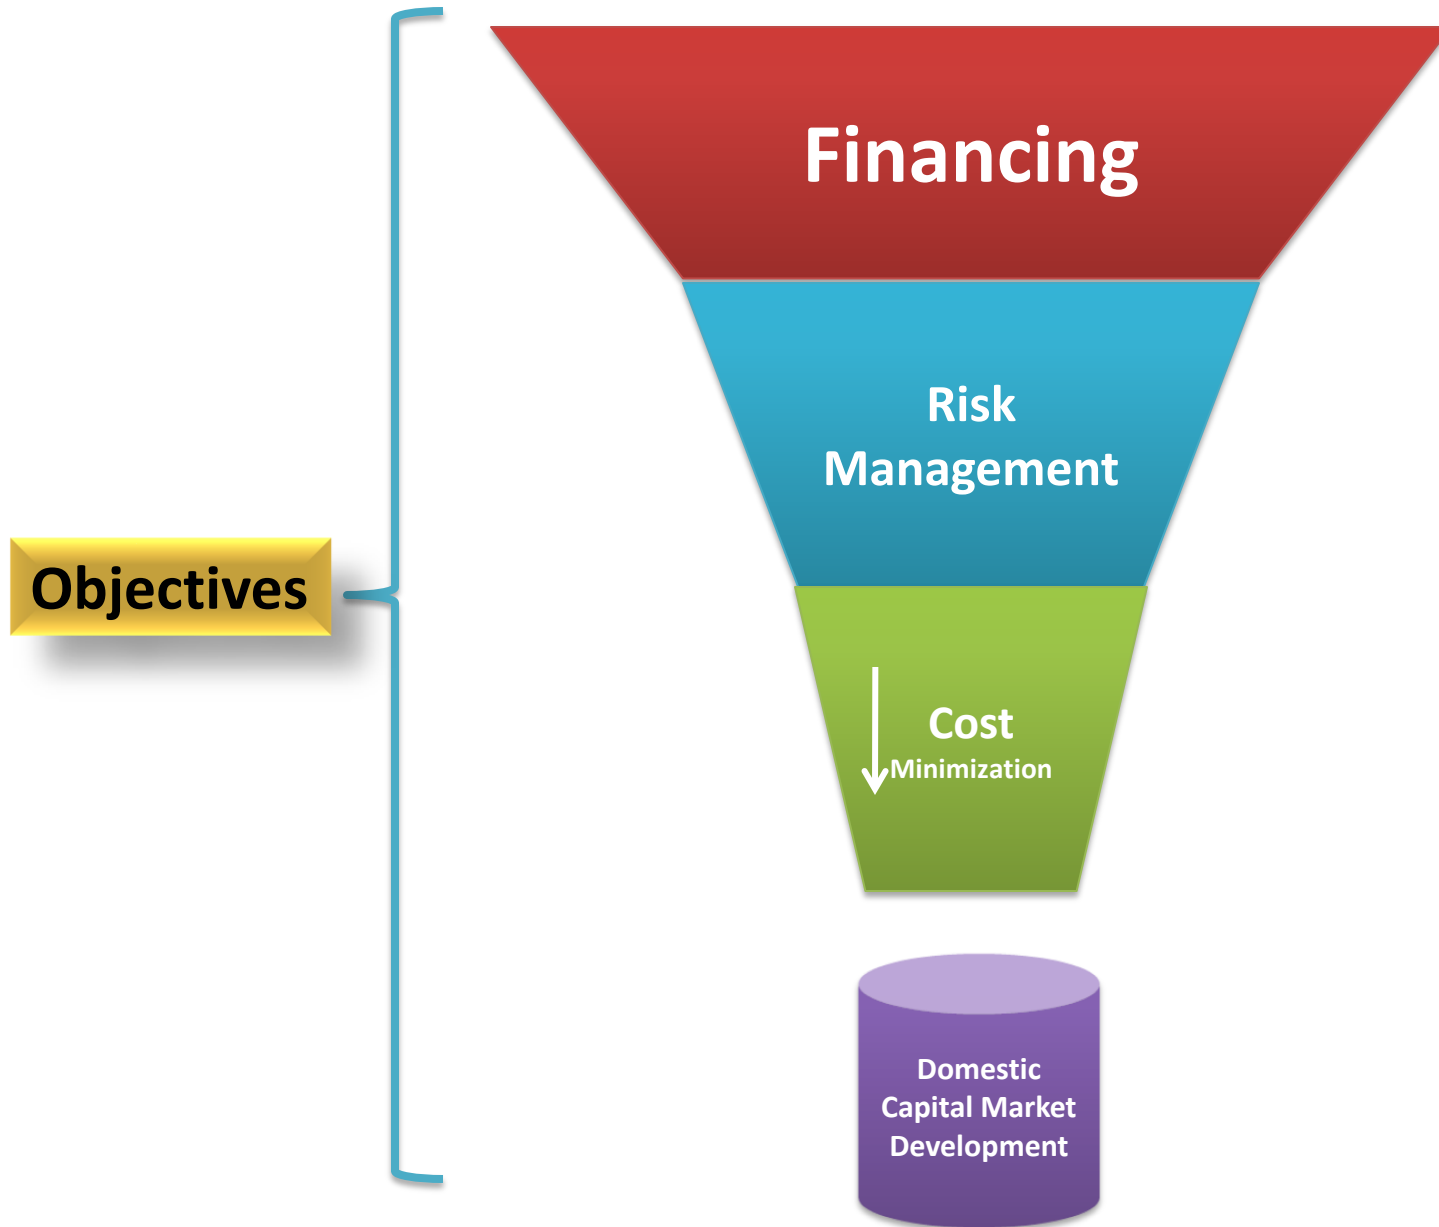 Financing
Risk
Management
Objectives
Cost
Minimization
Domestic
Capital Market
Development